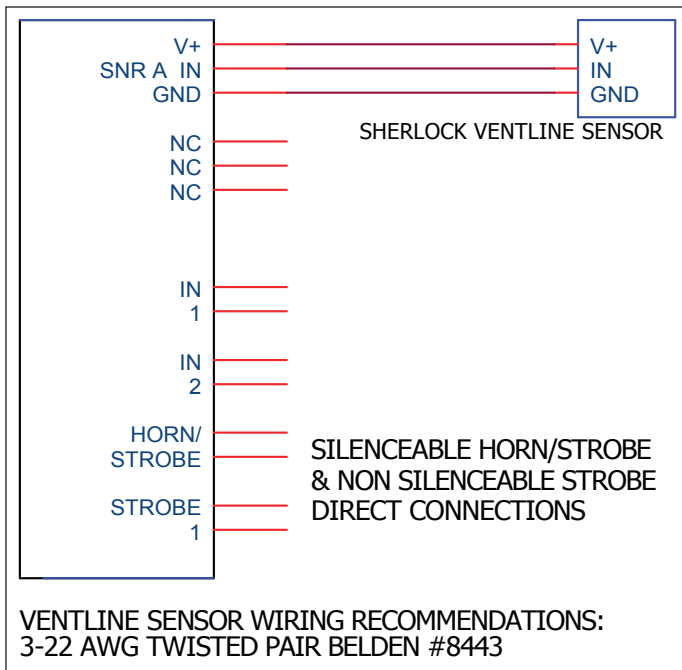 V+
SNR A IN
GND
V+
IN
GND
SHERLOCK VENTLINE SENSOR
NC
NC
NC
IN
1
IN
2
HORN/
STROBE
STROBE
1
SILENCEABLE HORN/STROBE
& NON SILENCEABLE STROBE
DIRECT CONNECTIONS
VENTLINE SENSOR WIRING RECOMMENDATIONS:
3-22 AWG TWISTED PAIR BELDEN #8443